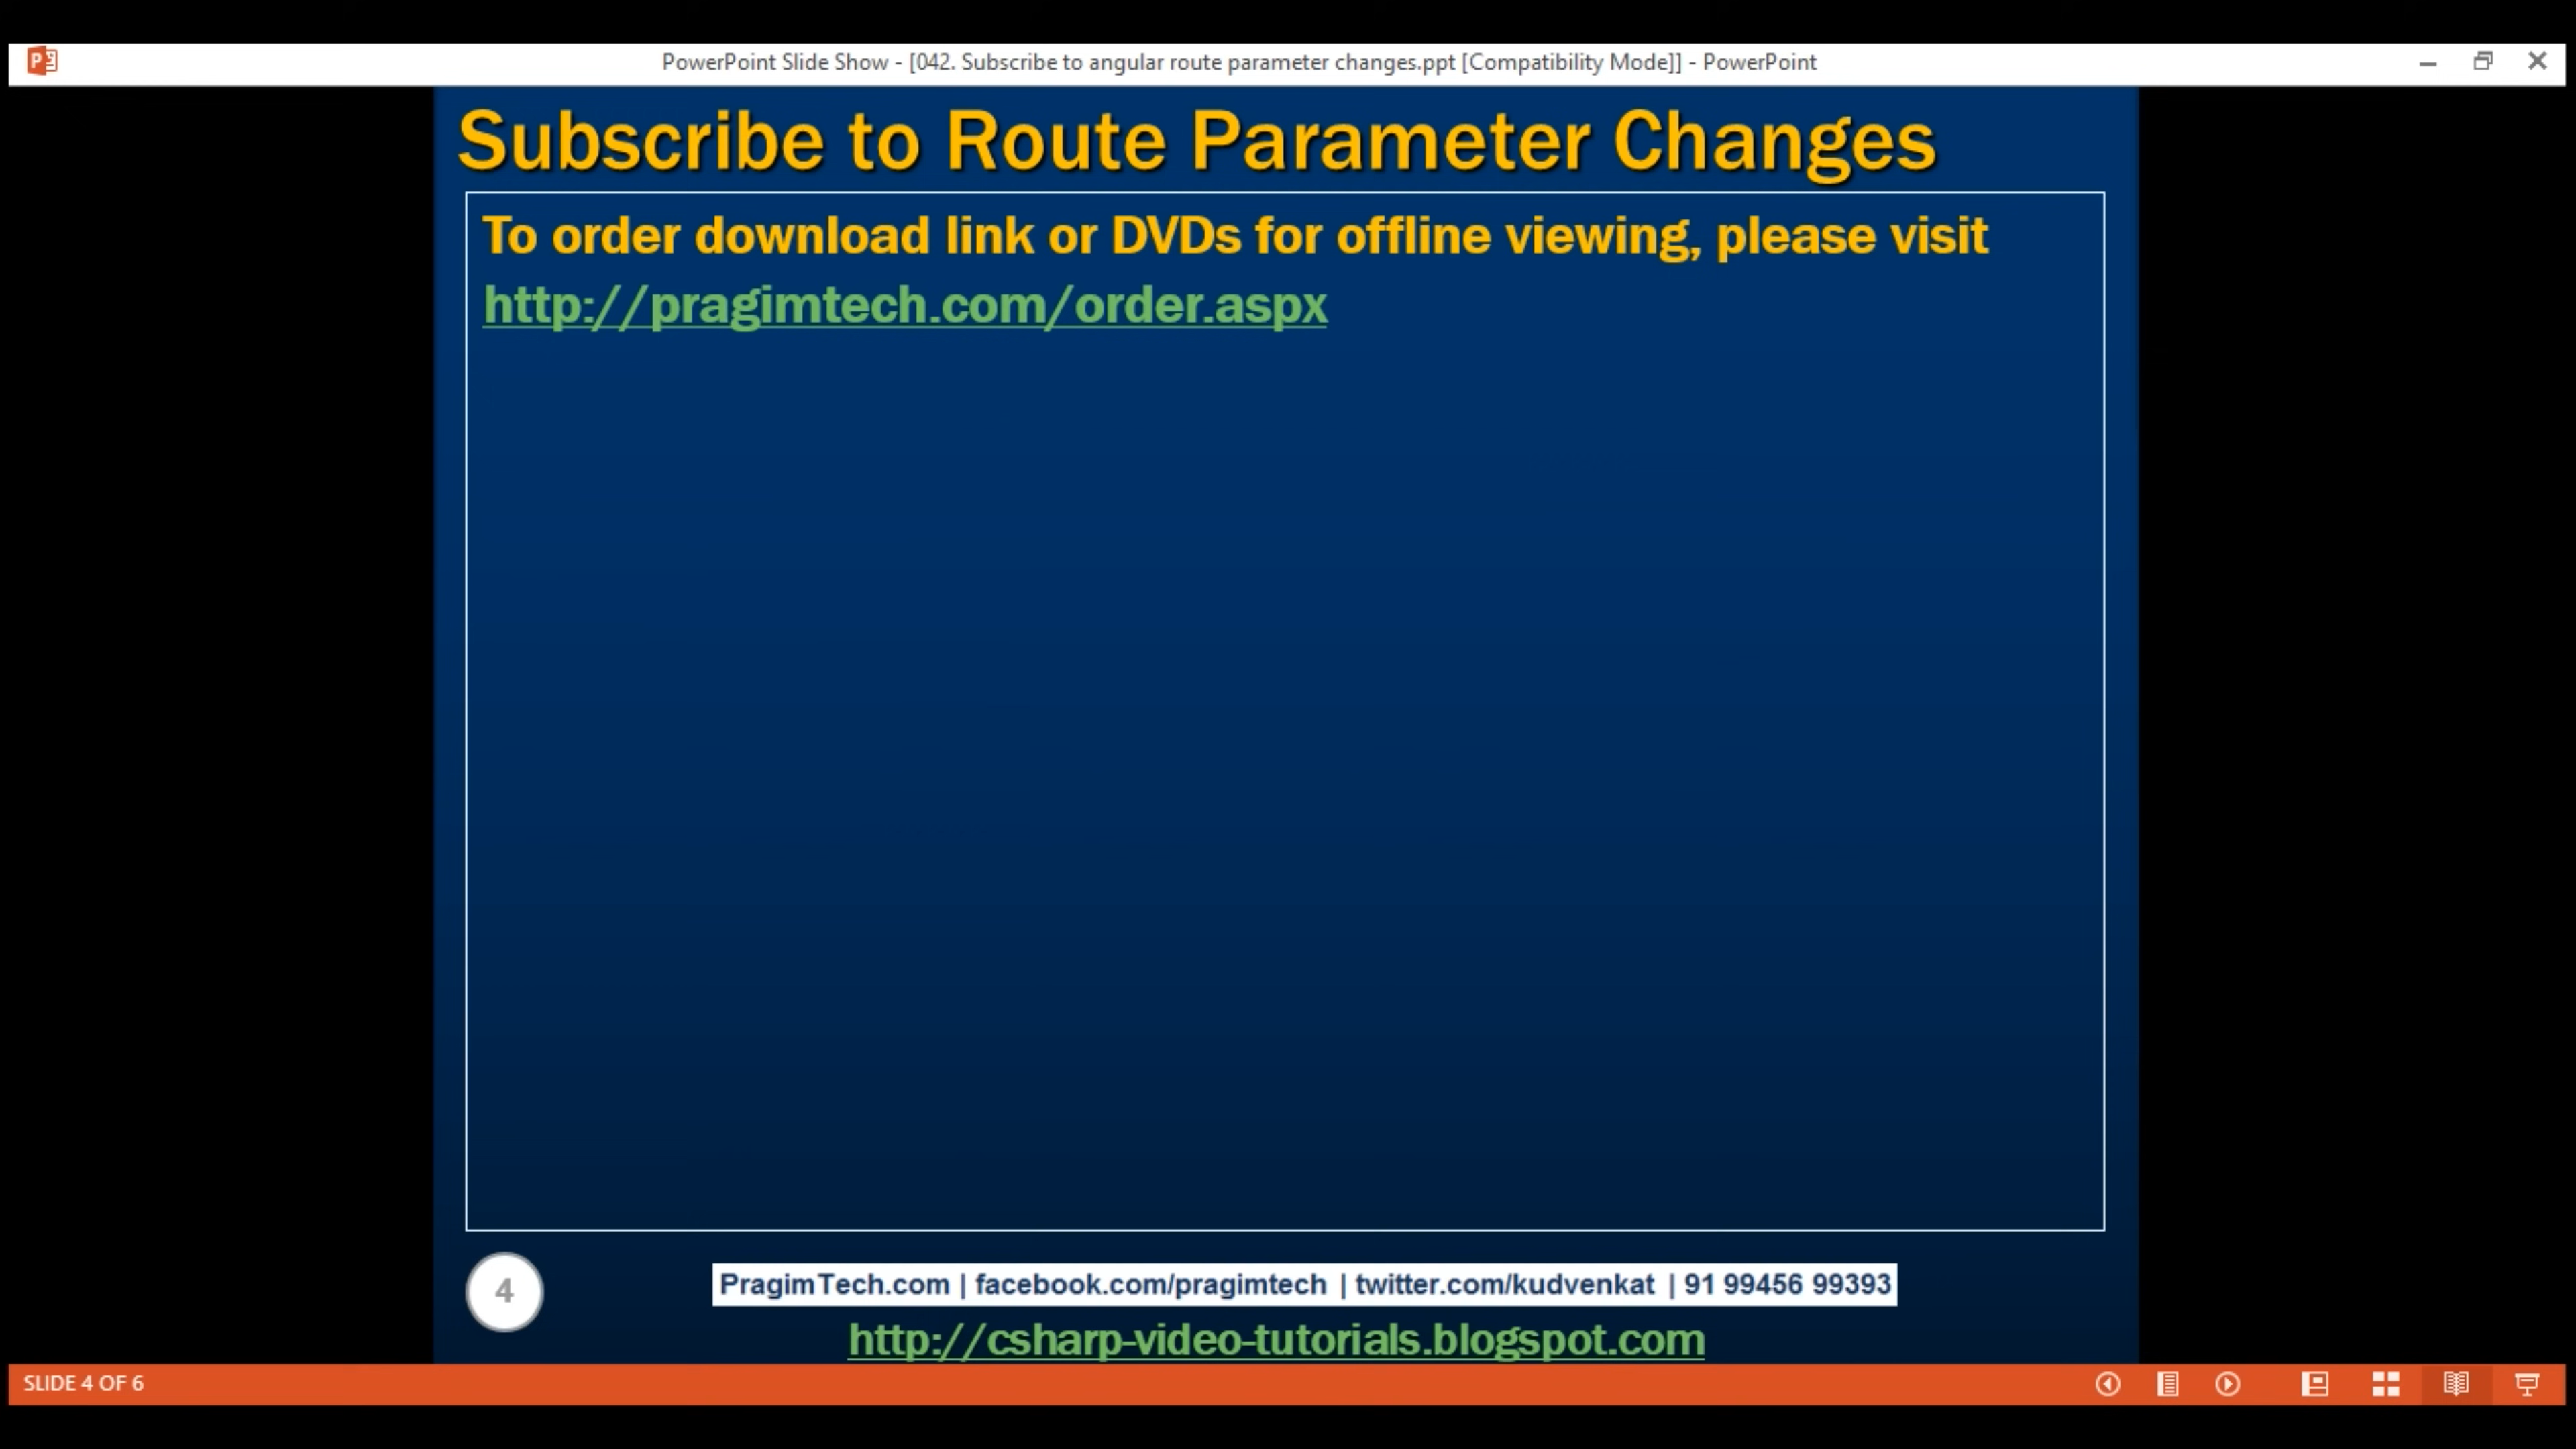 PowerPoint Slide Show - [042. Subscribe to angular route parameter changes.ppt [Compatibility Mode]] - PowerPoint
Subscribe to Route Parameter Changes
To order download link or DVDs for offline viewing, please visit
http://pragimtech.com/order.aspx
4
PragimTech.com | facebook.com/pragimtech | twitter.com/kudvenkat | 91 99456 99393
http://csharp-video-tutorials.blogspot.com
SLIDE 4 OF 6